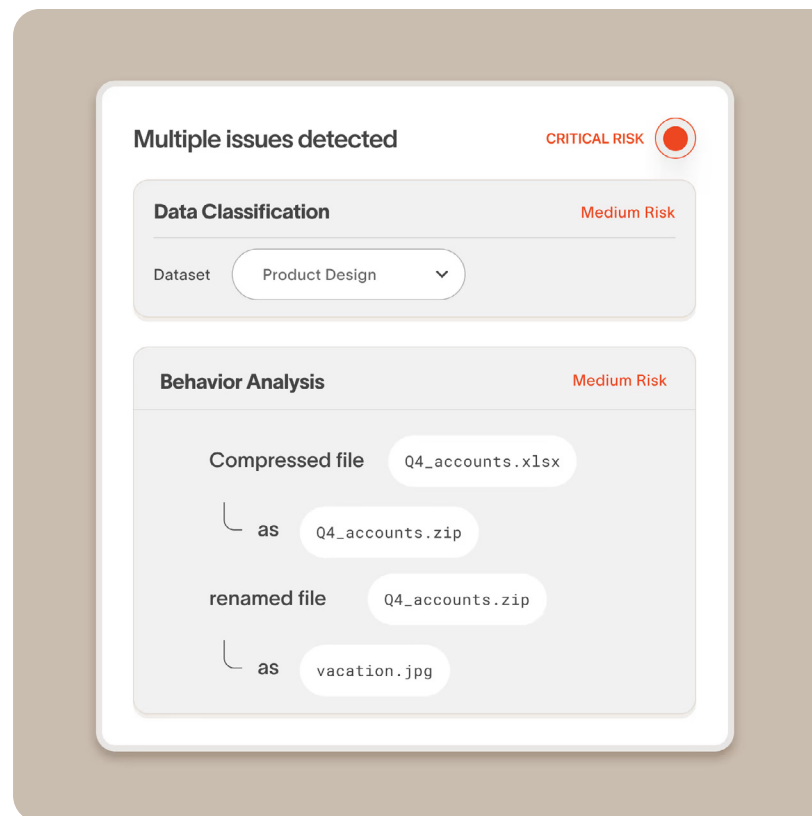 Multiple issues detected
CRITICAL RISK
Data Classification
Medium Risk
Dataset
Product Design
Behavior Analysis
Medium Risk
Compressed file Q4_accounts.xlsx
as Q4_accounts.zip
renamed file Q4_accounts.zip
as vacation.jpg